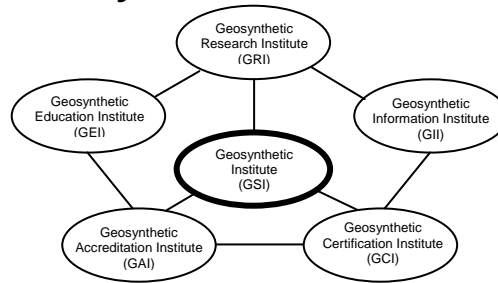 Geosynthetic
Research Institute
(GRI)
Geosynthetic
Education Institute
(GEI)
Geosynthetic
Information Institute
(GII)
Geosynthetic
Institute
(GSI)
Geosynthetic
Accreditation Institute
(GAI)
Geosynthetic
Certification Institute
(GCI)